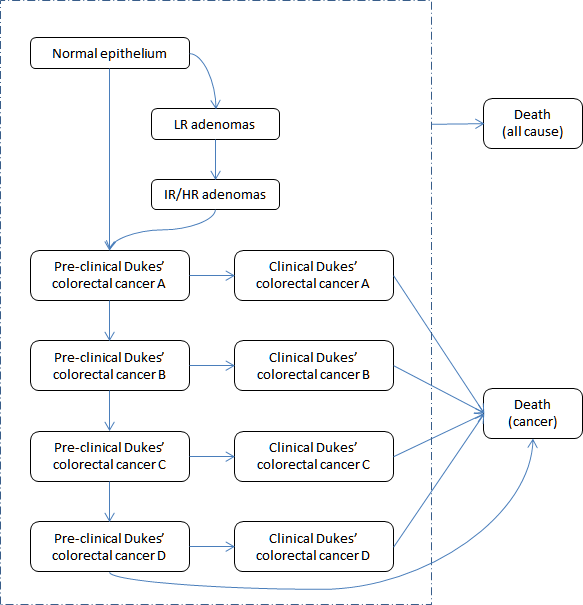 Normal epithelium
LR adenomas
Death
(all cause)
IR/HR adenomas
Pre-clinical Dukes’
colorectal cancer A
Clinical Dukes’
colorectal cancer A
Pre-clinical Dukes’
colorectal cancer B
Clinical Dukes’
colorectal cancer B
Death
(cancer)
Pre-clinical Dukes’
colorectal cancer C
Clinical Dukes’
colorectal cancer C
Pre-clinical Dukes’
colorectal cancer D
Clinical Dukes’
colorectal cancer D